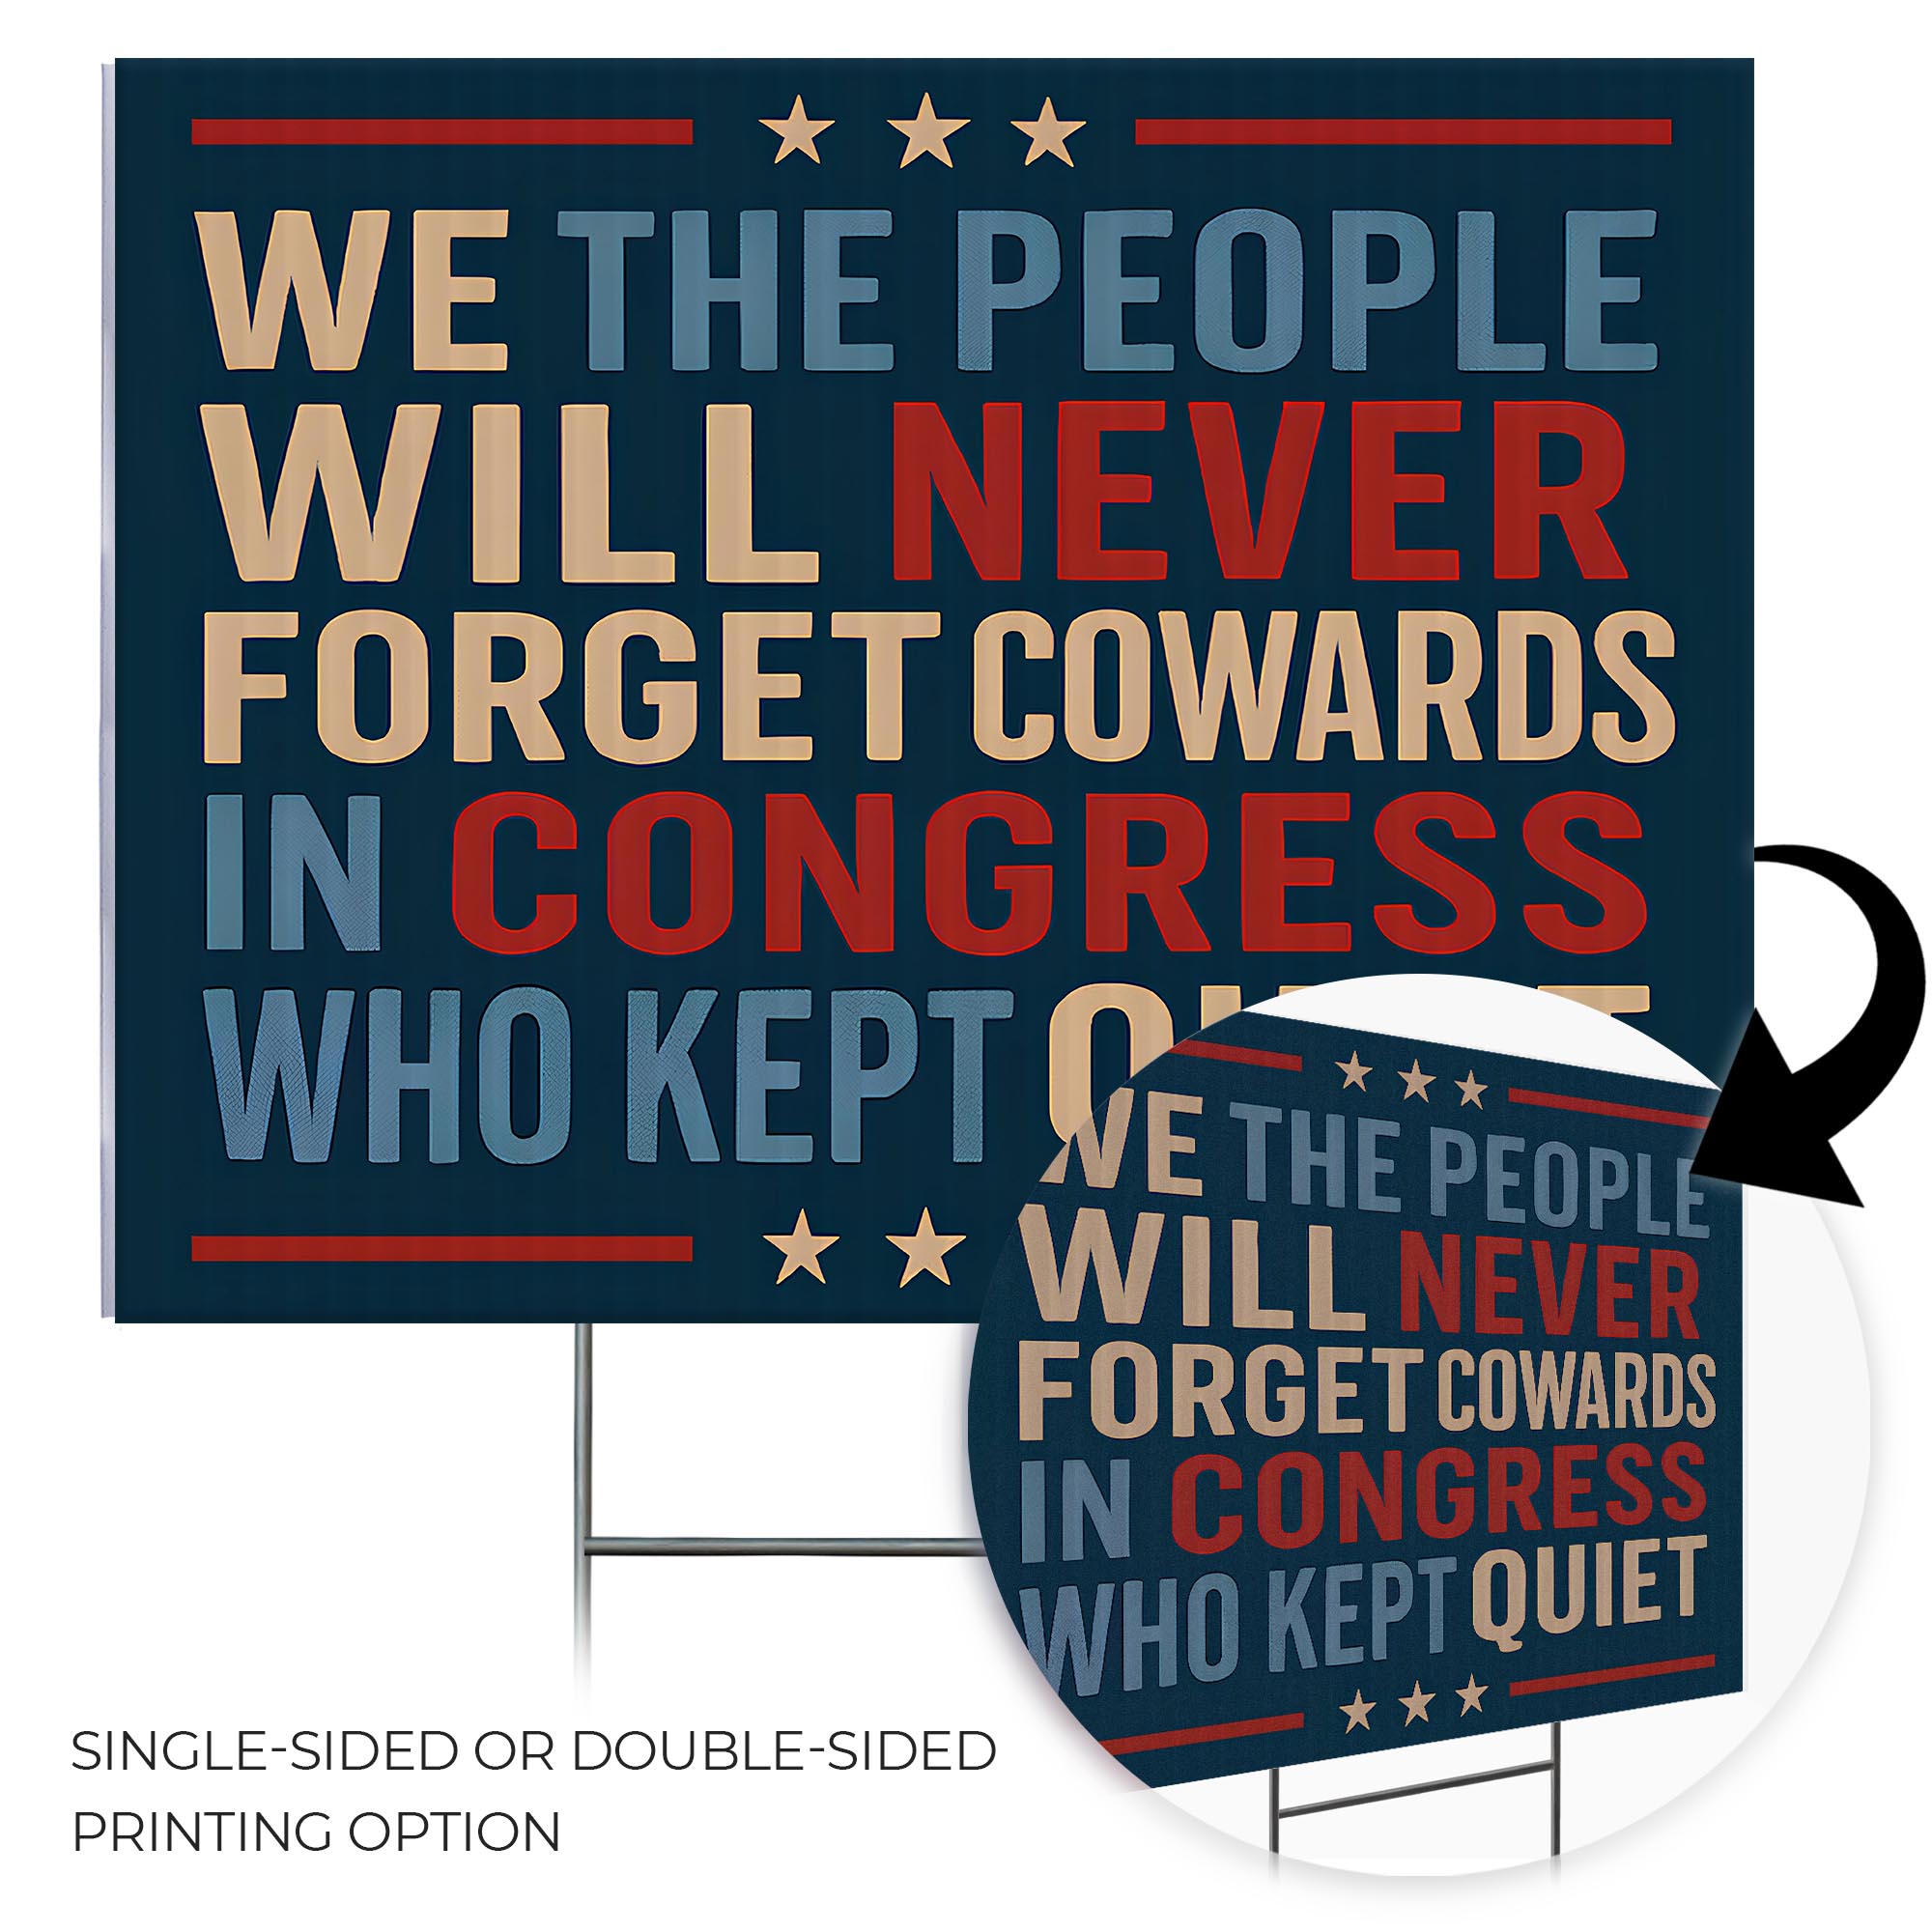 WE THE PEOPLE
WILL NEVER
FORGET COWARDS
IN CONGRESS
WHO KEPT
WE THE PEOPLE
WILL NEVER
FORGET COWARDS
IN CONGRESS
WHO KEPT QUIET
SINGLE-SIDED OR DOUBLE-SIDED
PRINTING OPTION